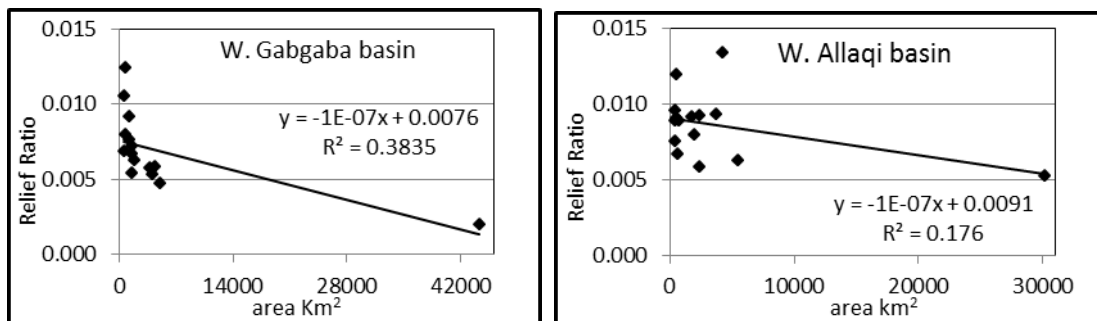 W. Gabgaba basin
0.015
0.010
0.005
0.000
Relief Ratio
y = -1E-07x + 0.0076
R² = 0.3835
0 14000 28000 42000
area Km²
W. Allaqi basin
0.015
0.010
0.005
0.000
Relief Ratio
y = -1E-07x + 0.0091
R² = 0.176
0 10000 20000 30000
area km²